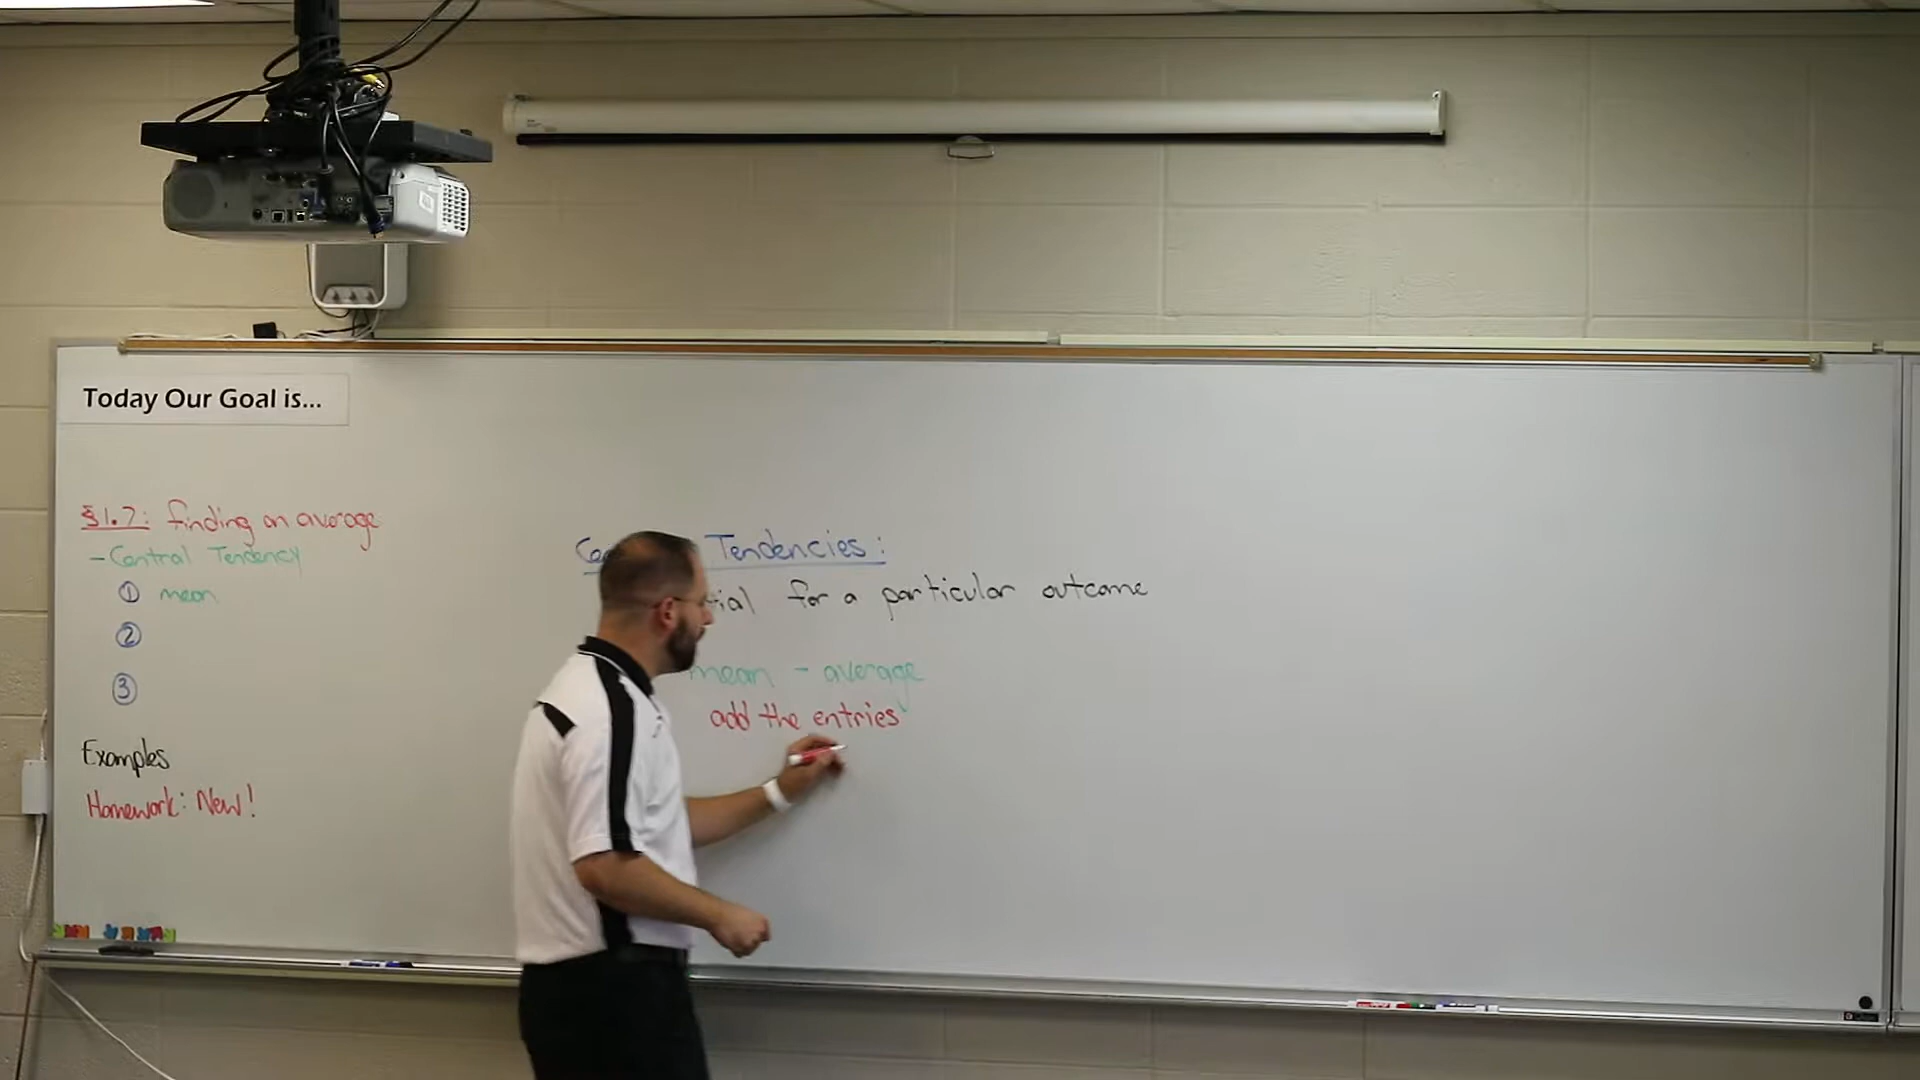 Today Our Goal is...
§1.7: finding an average
- Central Tendency
① mean
②
③
Examples
Homework: New!
Tendencies:
for a particular outcome
mean - average
add the entries